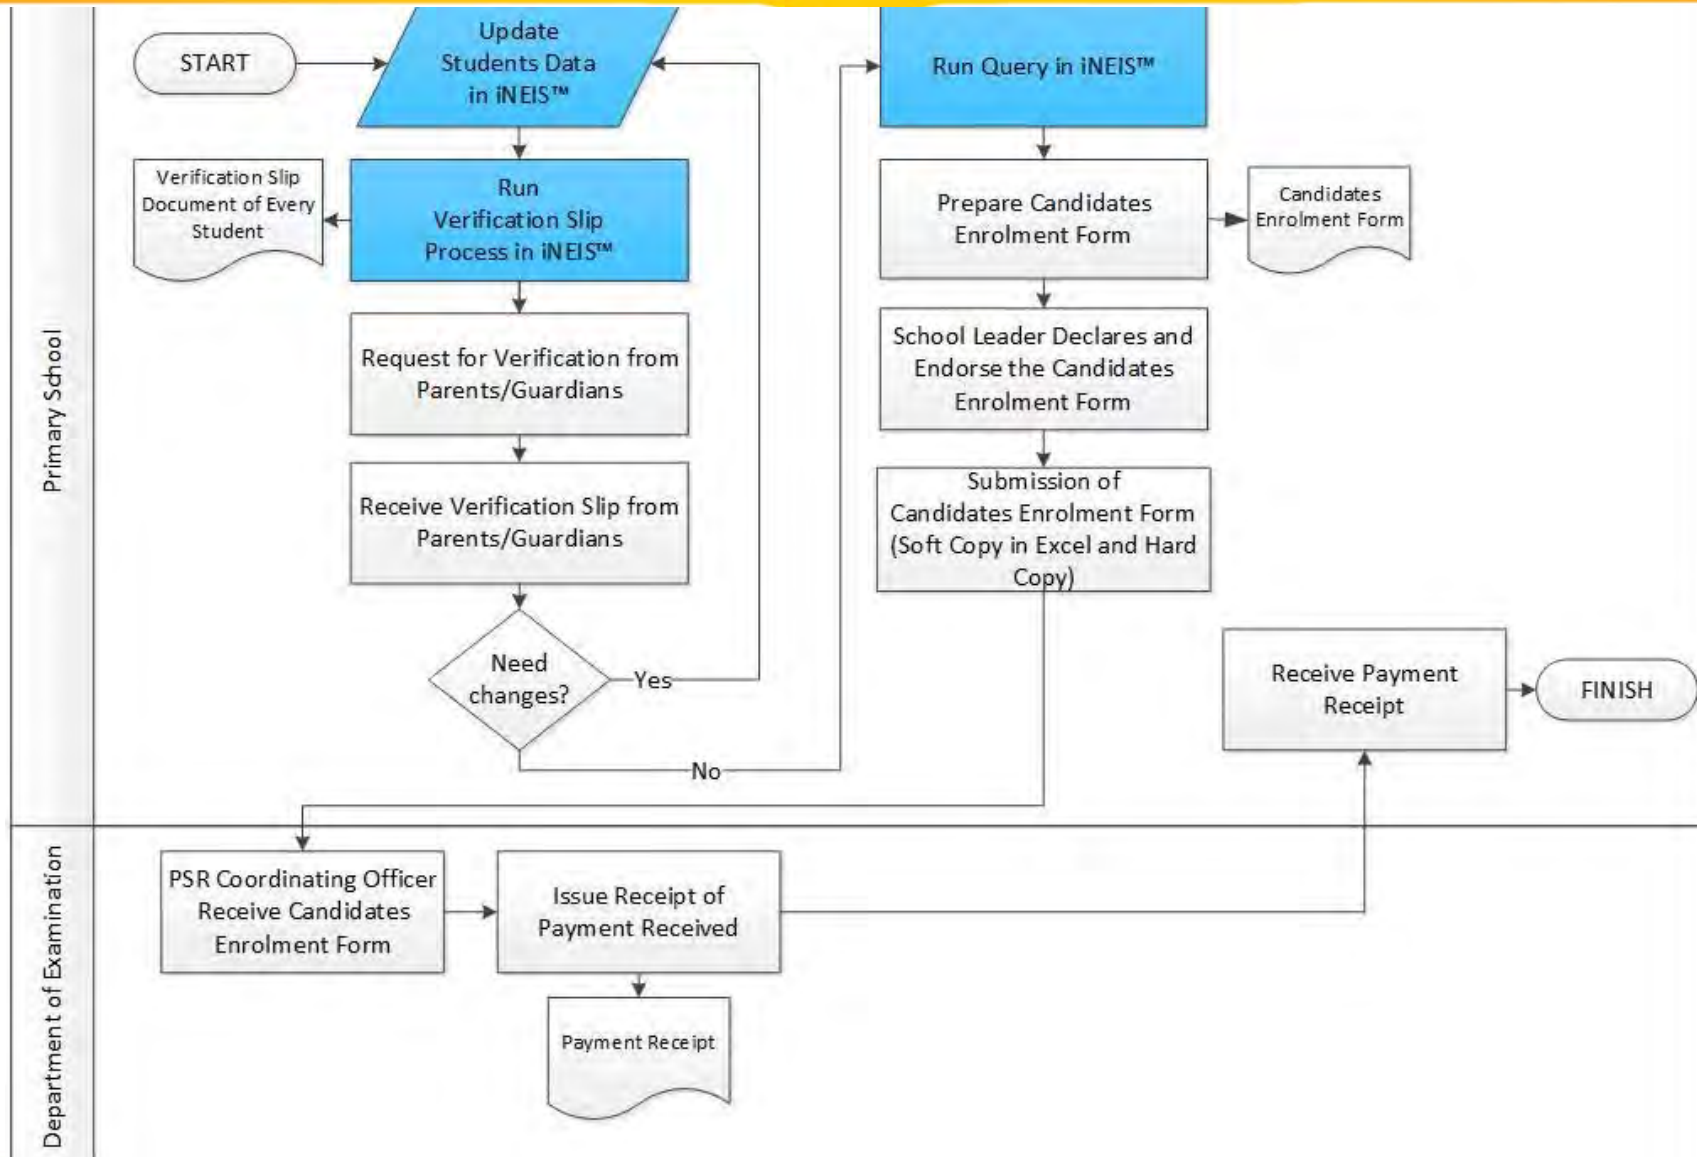 Primary School
START
Update
Students Data
in iNEIS™
Run
Verification Slip
Process in iNEIS™
Verification Slip
Document of Every
Student
Request for Verification from
Parents/Guardians
Receive Verification Slip from
Parents/Guardians
Need
changes?
Yes
No
Run Query in iNEIS™
Prepare Candidates
Enrolment Form
Candidates
Enrolment Form
School Leader Declares and
Endorse the Candidates
Enrolment Form
Submission of
Candidates Enrolment Form
(Soft Copy in Excel and Hard
Copy)
Receive Payment
Receipt
FINISH
Department of Examination
PSR Coordinating Officer
Receive Candidates
Enrolment Form
Issue Receipt of
Payment Received
Payment Receipt